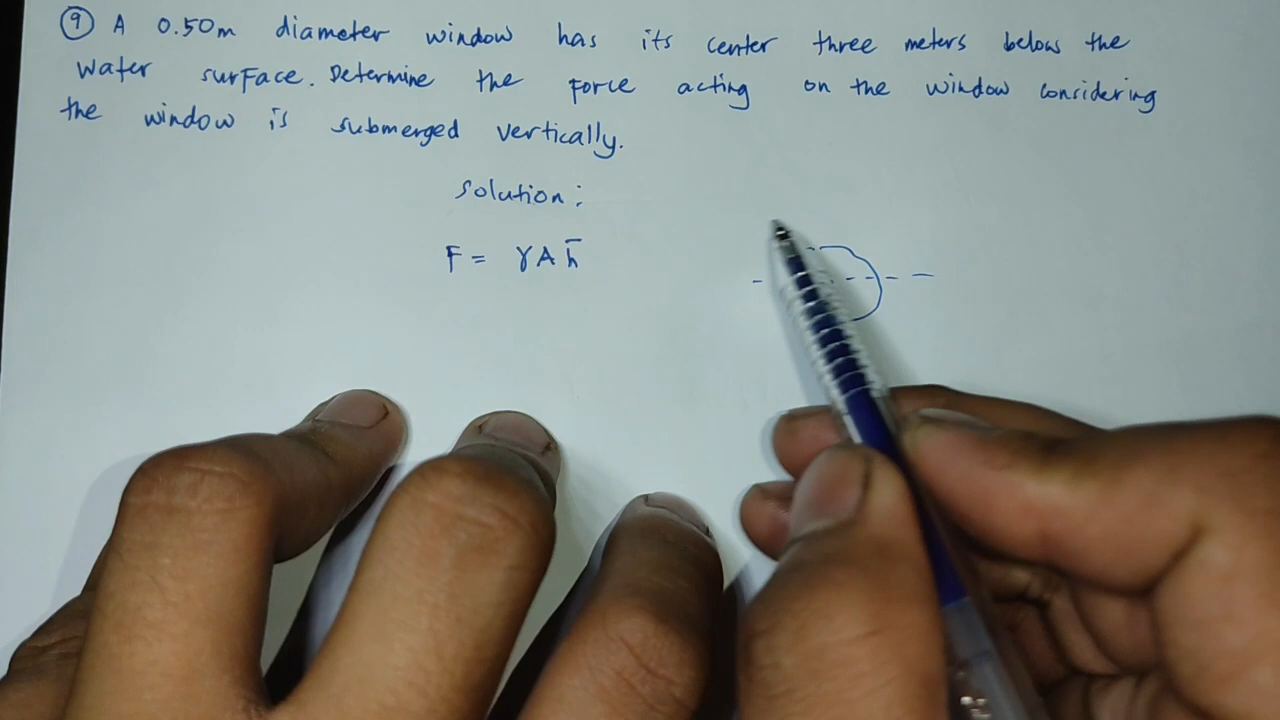 ⑨ A 0.50m diameter window has its center three meters below the
water surface. Determine the force acting on the window considering
the window is submerged vertically.
Solution:
F = γA h̄